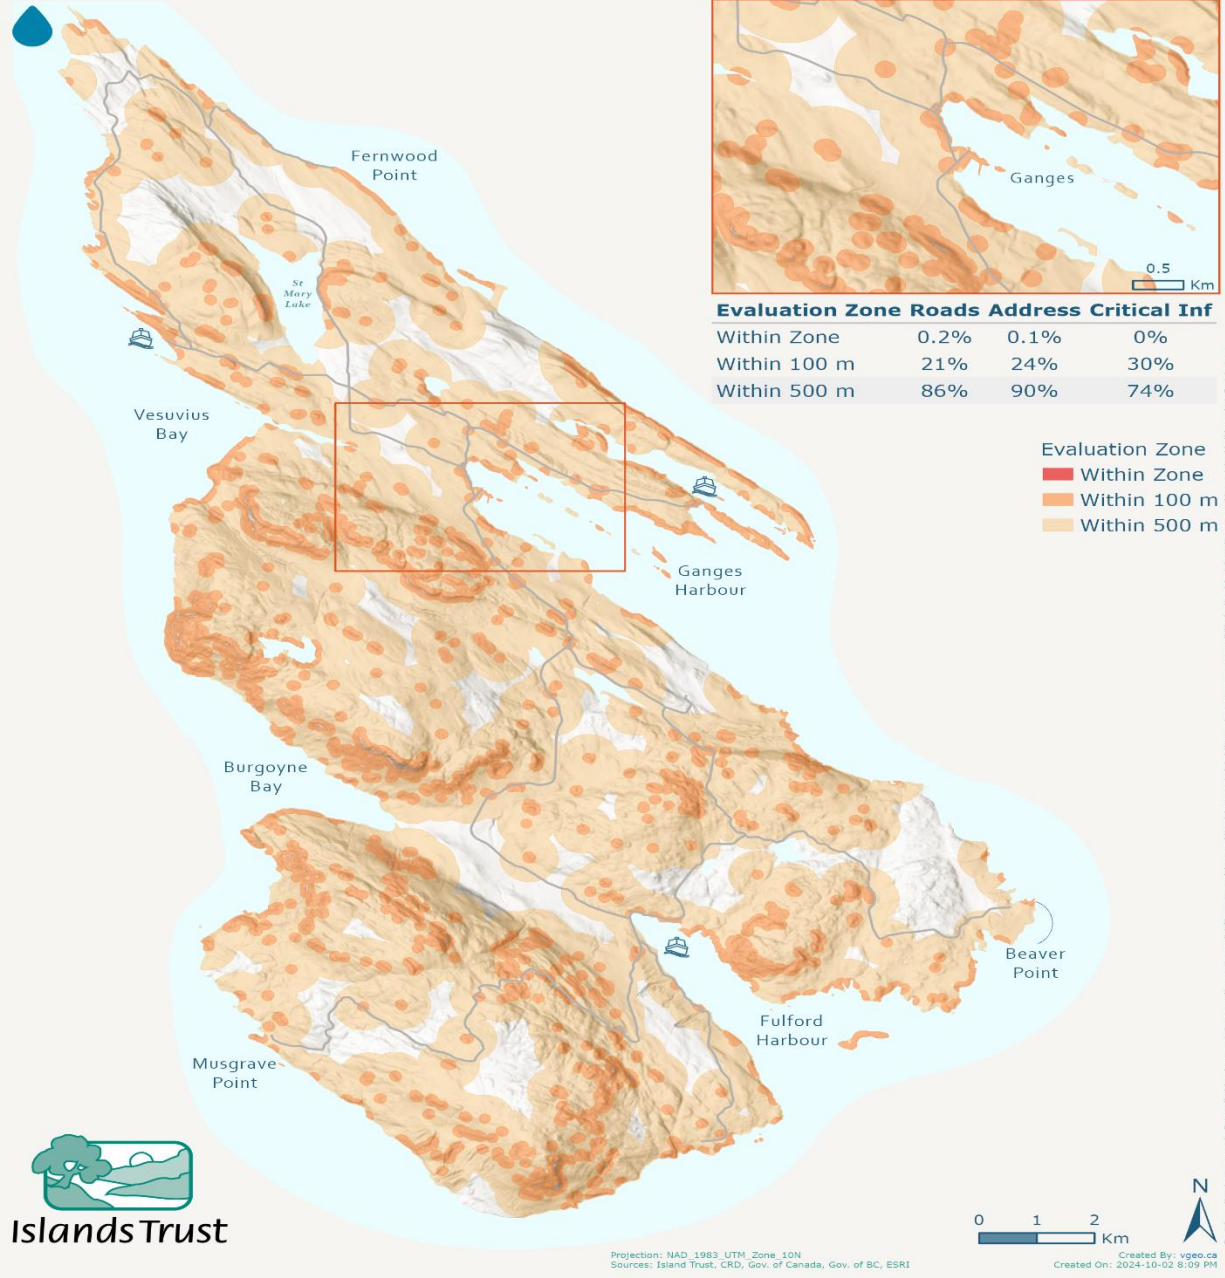 Fernwood
Point
St
Mary
Lake
Vesuvius
Bay
Ganges
0.5
Km
Evaluation Zone Roads Address Critical Inf
Within Zone 0.2% 0.1% 0%
Within 100 m 21% 24% 30%
Within 500 m 86% 90% 74%
Evaluation Zone
Within Zone
Within 100 m
Within 500 m
Ganges
Harbour
Burgoyne
Bay
Beaver
Point
Fulford
Harbour
Musgrave
Point
Islands Trust
N
0 1 2
Km
Projection: NAD_1983_UTM_Zone_10N
Sources: Island Trust, CRD, Gov. of Canada, Gov. of BC, ESRI
Created By: vgeo.ca
Created On: 2024-10-02 8:09 PM